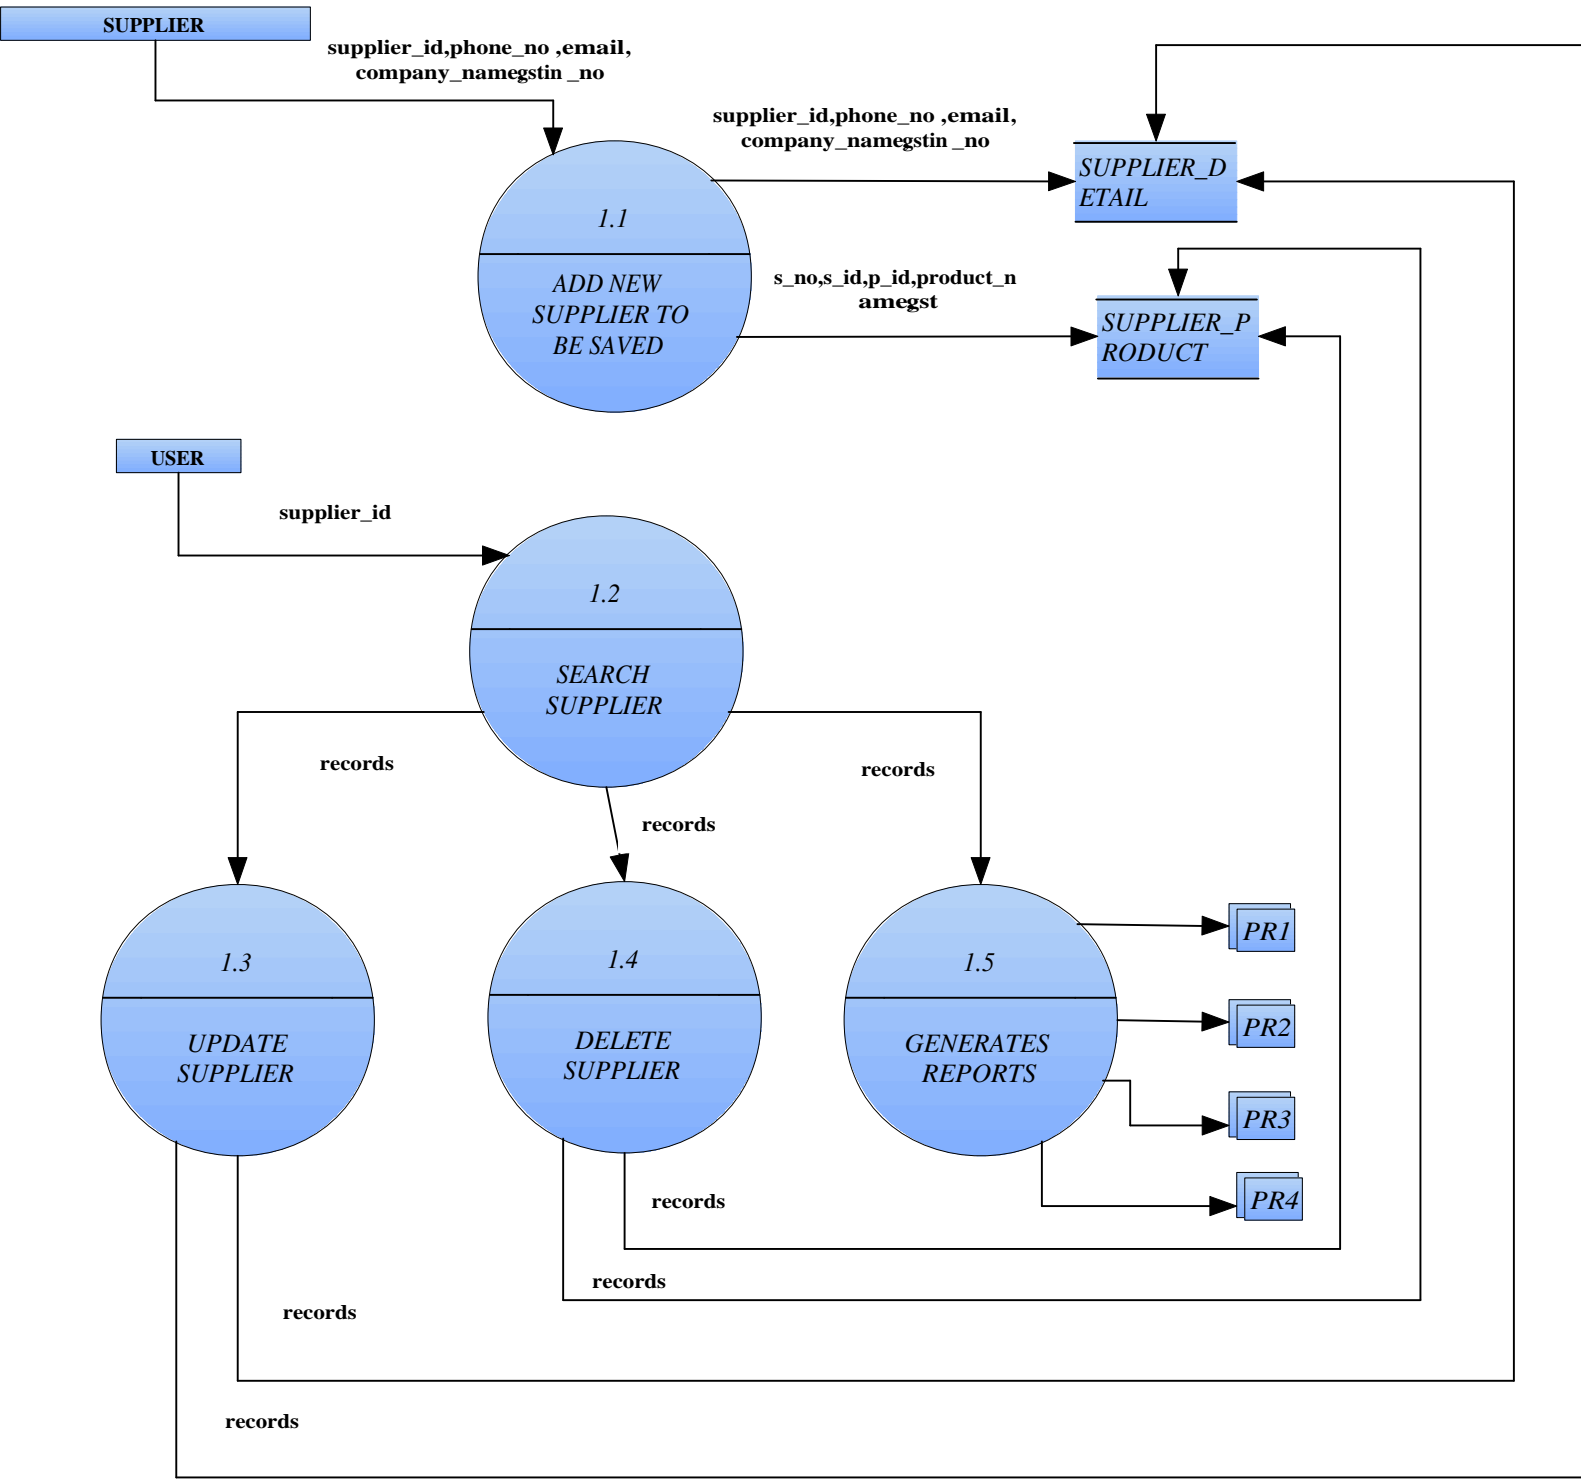 SUPPLIER
supplier_id,phone_no ,email,
company_namegstin _no
supplier_id,phone_no ,email,
company_namegstin _no
SUPPLIER_D
ETAIL
1.1
ADD NEW
SUPPLIER TO
BE SAVED
s_no,s_id,p_id,product_n
amegst
SUPPLIER_P
RODUCT
USER
supplier_id
1.2
SEARCH
SUPPLIER
records
records
records
1.3
UPDATE
SUPPLIER
1.4
DELETE
SUPPLIER
1.5
GENERATES
REPORTS
PR1
PR2
PR3
PR4
records
records
records
records